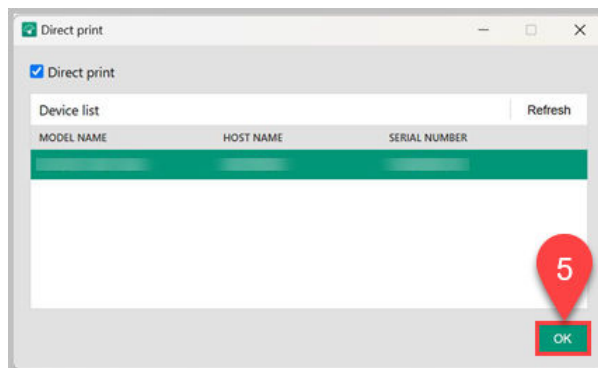 Direct print
Direct print
Device list Refresh
MODEL NAME HOST NAME SERIAL NUMBER
5
OK